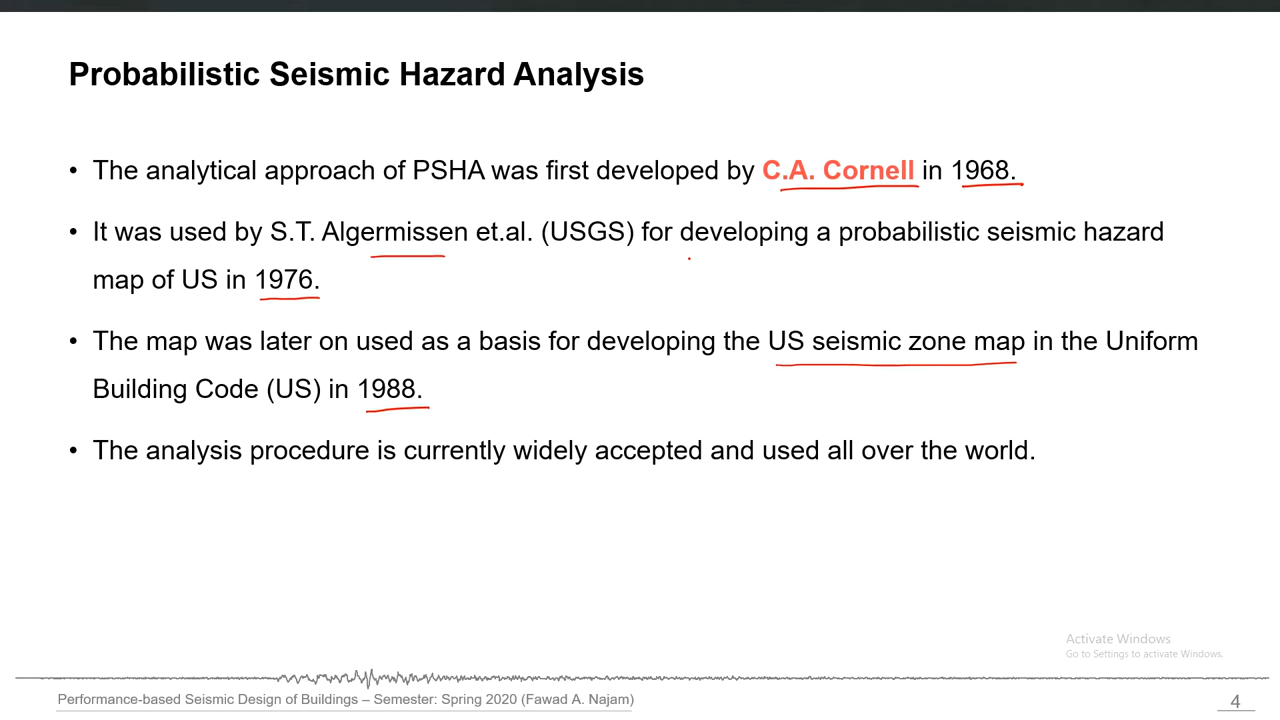 Probabilistic Seismic Hazard Analysis
• The analytical approach of PSHA was first developed by C.A. Cornell in 1968.
• It was used by S.T. Algermissen et.al. (USGS) for developing a probabilistic seismic hazard
map of US in 1976.
• The map was later on used as a basis for developing the US seismic zone map in the Uniform
Building Code (US) in 1988.
• The analysis procedure is currently widely accepted and used all over the world.
Activate Windows
Go to Settings to activate Windows.
Performance-based Seismic Design of Buildings – Semester: Spring 2020 (Fawad A. Najam)
4